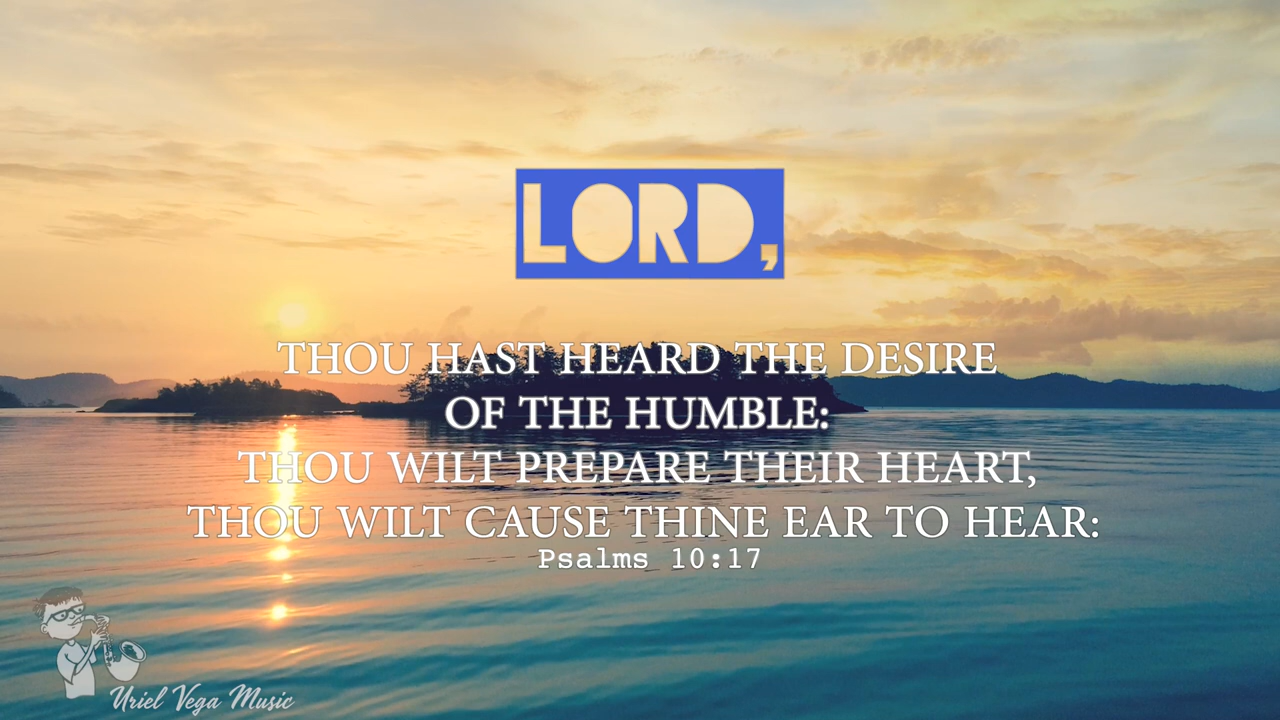 LORD,
THOU HAST HEARD THE DESIRE
OF THE HUMBLE:
THOU WILT PREPARE THEIR HEART,
THOU WILT CAUSE THINE EAR TO HEAR:
Psalms 10:17
Uriel Vega Music